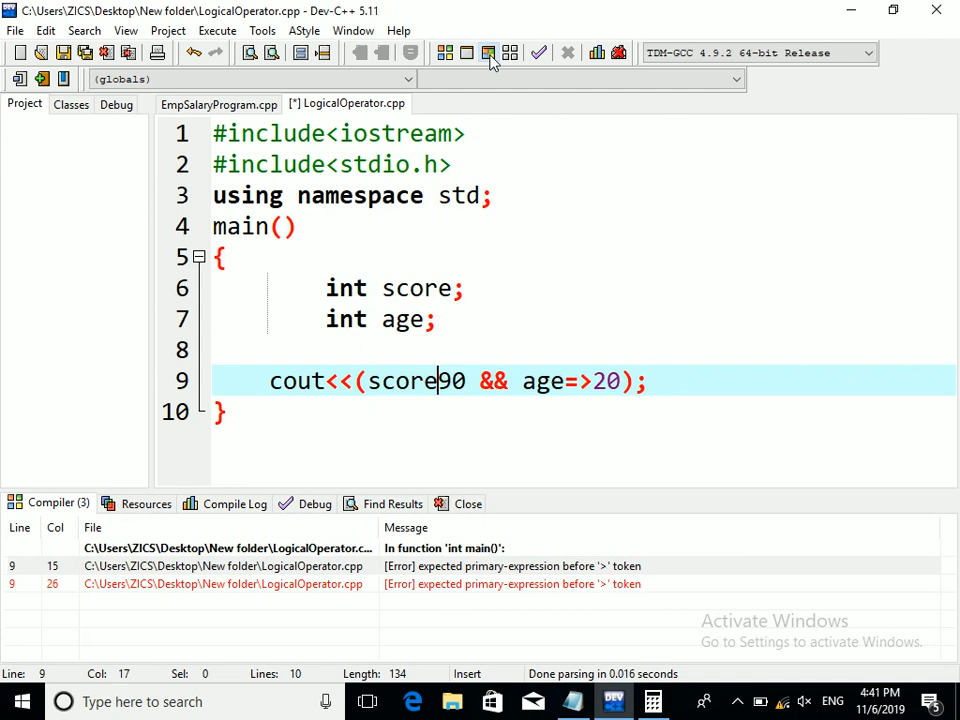 C:\Users\ZICS\Desktop\New folder\LogicalOperator.cpp - Dev-C++ 5.11
File Edit Search View Project Execute Tools AStyle Window Help
TDM-GCC 4.9.2 64-bit Release
(globals)
Project Classes Debug EmpSalaryProgram.cpp [*] LogicalOperator.cpp
1 #include<iostream>
2 #include<stdio.h>
3 using namespace std;
4 main()
5 {
6 int score;
7 int age;
8
9 cout<<(score90 && age=>20);
10 }
Compiler (3) Resources Compile Log Debug Find Results Close
Line Col File Message
C:\Users\ZICS\Desktop\New folder\LogicalOperator.c... In function 'int main()':
9 15 C:\Users\ZICS\Desktop\New folder\LogicalOperator.cpp [Error] expected primary-expression before '>' token
9 26 C:\Users\ZICS\Desktop\New folder\LogicalOperator.cpp [Error] expected primary-expression before '>' token
Activate Windows
Go to Settings to activate Windows.
Line: 9 Col: 17 Sel: 0 Lines: 10 Length: 134 Insert Done parsing in 0.016 seconds
Type here to search
DEV
ENG
4:41 PM
11/6/2019
5